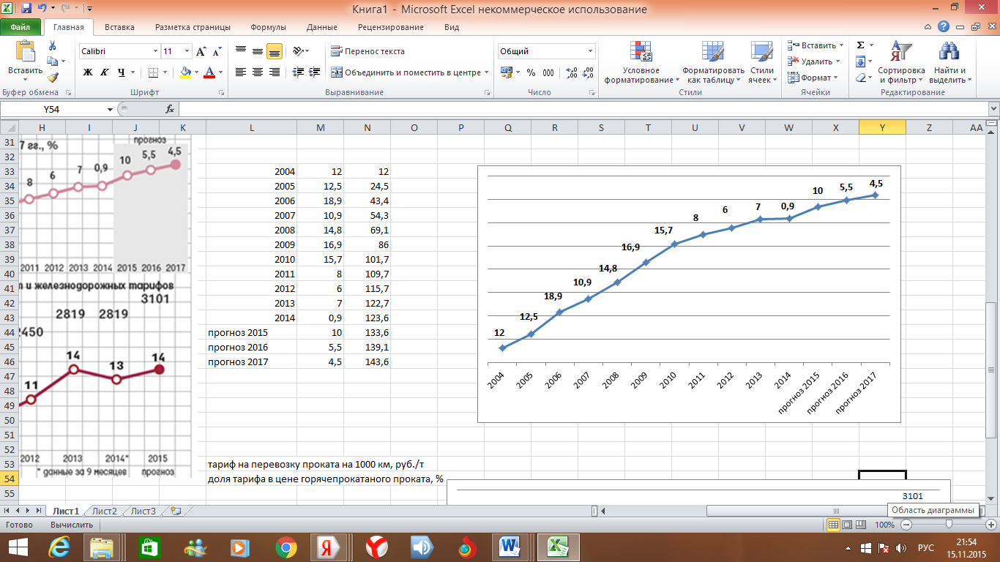 Книга1 - Microsoft Excel некоммерческое использование
Файл Главная Вставка Разметка страницы Формулы Данные Рецензирование Вид
Calibri 11 Перенос текста Общий Вставить Σ
Вставить Удалить Условное форматирование Форматировать как таблицу Стили ячеек Сортировка и фильтр Найти и выделить
Ж К Ч Объединить и поместить в центре % 000 Формат
Буфер обмена Шрифт Выравнивание Число Стили Ячейки Редактирование
Y54 fx
H I J K L M N O P Q R S T U V W X Y Z AA
31 прогноз
32 7 гг., %
8 6 7 0,9 10 5,5 4,5
33 2004 12 12
34 2005 12,5 24,5
35 2006 18,9 43,4
36 2007 10,9 54,3
37 2008 14,8 69,1
38 2009 16,9 86
39 2010 15,7 101,7
40 2011 8 109,7
41 2012 6 115,7
42 2013 7 122,7
43 2014 0,9 123,6
44 прогноз 2015 10 133,6
45 прогноз 2016 5,5 139,1
46 прогноз 2017 4,5 143,6
47
48
49
50
51
52
53 тариф на перевозку проката на 1000 км, руб./т
54 доля тарифа в цене горячепрокатаного проката, %
55
2011 2012 2013 2014 2015 2016 2017
т и железнодорожных тарифов
3101
2819 2819
2450
11 14 13 14
2012 2013 2014* 2015
* данные за 9 месяцев прогноз
12 12,5 18,9 10,9 14,8 16,9 15,7 8 6 7 0,9 10 5,5 4,5
2004 2005 2006 2007 2008 2009 2010 2011 2012 2013 2014 прогноз 2015 прогноз 2016 прогноз 2017
3101
Область диаграммы
Лист1 Лист2 Лист3
Готово Вычислить 100%
РУС 21:54
15.11.2015